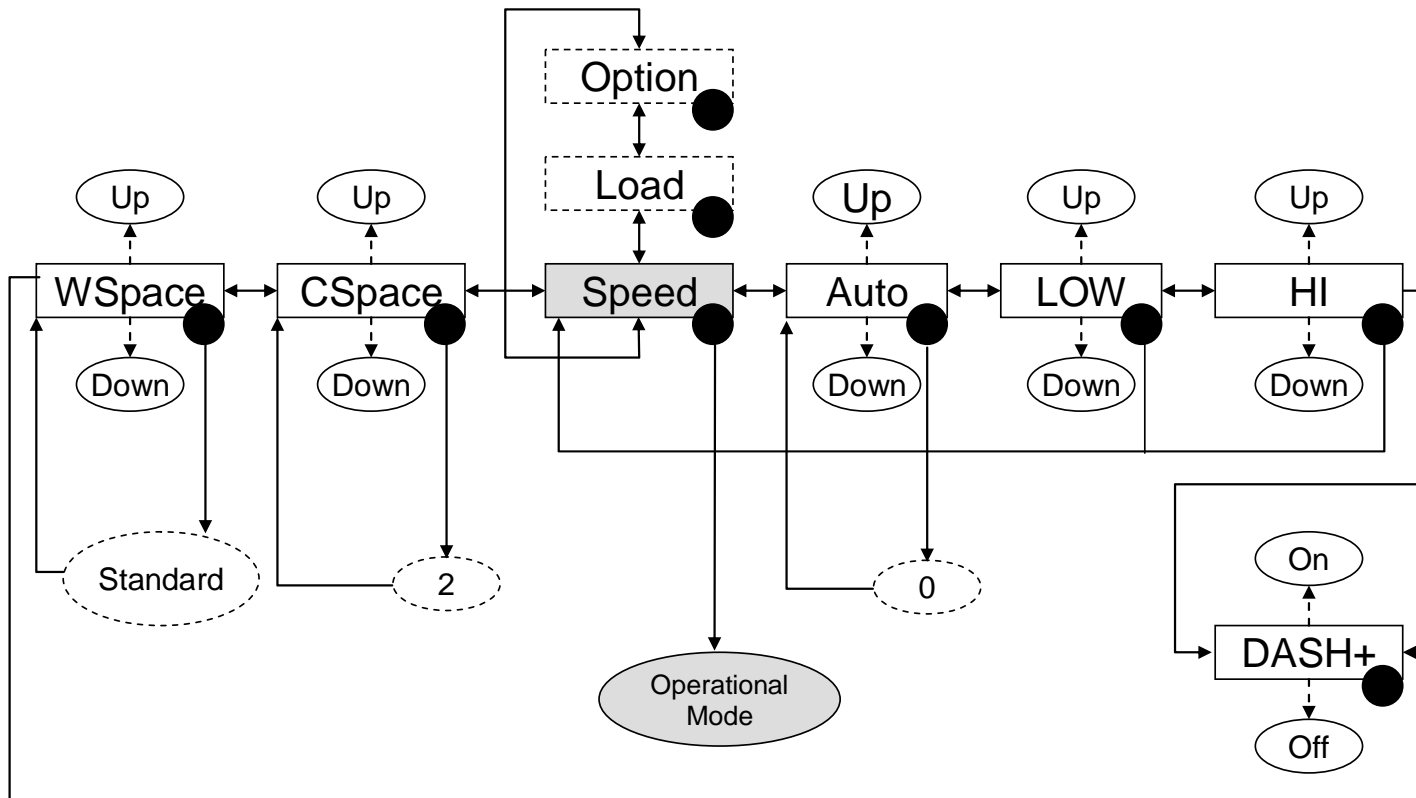 Option
Load
Up
Up
Up
Up
Up
WSpace
CSpace
Speed
Auto
LOW
HI
Down
Down
Down
Down
Down
Standard
2
0
On
DASH+
Operational
Mode
Off